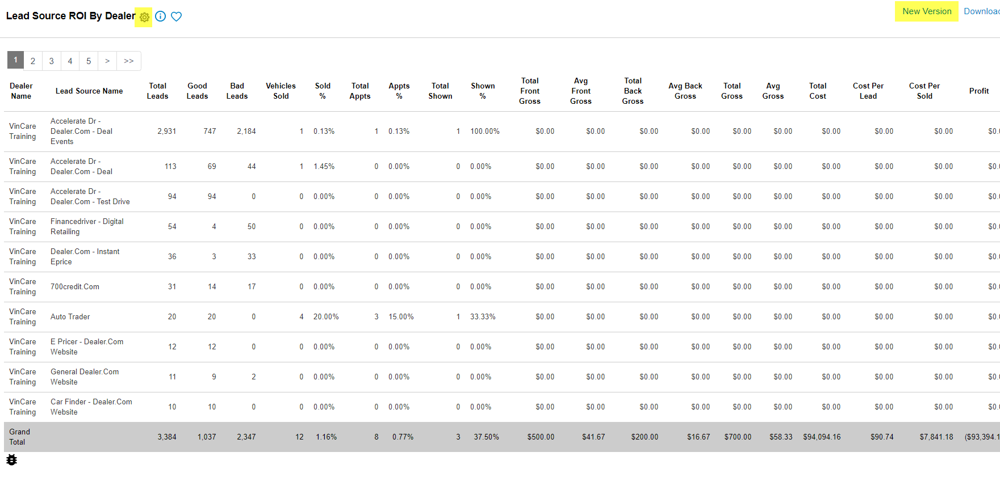 Lead Source ROI By Dealer
New Version Download
1 2 3 4 5 > >>
Dealer Name Lead Source Name Total Leads Good Leads Bad Leads Vehicles Sold Sold % Total Appts Appts % Total Shown Shown % Total Front Gross Avg Front Gross Total Back Gross Avg Back Gross Total Gross Avg Gross Total Cost Cost Per Lead Cost Per Sold Profit
VinCare Training Accelerate Dr - Dealer.Com - Deal Events 2,931 747 2,184 1 0.13% 1 0.13% 1 100.00% $0.00 $0.00 $0.00 $0.00 $0.00 $0.00 $0.00 $0.00 $0.00 $0.
VinCare Training Accelerate Dr - Dealer.Com - Deal 113 69 44 1 1.45% 0 0.00% 0 0.00% $0.00 $0.00 $0.00 $0.00 $0.00 $0.00 $0.00 $0.00 $0.00 $0.
VinCare Training Accelerate Dr - Dealer.Com - Test Drive 94 94 0 0 0.00% 0 0.00% 0 0.00% $0.00 $0.00 $0.00 $0.00 $0.00 $0.00 $0.00 $0.00 $0.00 $0.
VinCare Training Financedriver - Digital Retailing 54 4 50 0 0.00% 0 0.00% 0 0.00% $0.00 $0.00 $0.00 $0.00 $0.00 $0.00 $0.00 $0.00 $0.00 $0.
VinCare Training Dealer.Com - Instant Eprice 36 3 33 0 0.00% 0 0.00% 0 0.00% $0.00 $0.00 $0.00 $0.00 $0.00 $0.00 $0.00 $0.00 $0.00 $0.
VinCare Training 700credit.Com 31 14 17 0 0.00% 0 0.00% 0 0.00% $0.00 $0.00 $0.00 $0.00 $0.00 $0.00 $0.00 $0.00 $0.00 $0.
VinCare Training Auto Trader 20 20 0 4 20.00% 3 15.00% 1 33.33% $0.00 $0.00 $0.00 $0.00 $0.00 $0.00 $0.00 $0.00 $0.00 $0.
VinCare Training E Pricer - Dealer.Com Website 12 12 0 0 0.00% 0 0.00% 0 0.00% $0.00 $0.00 $0.00 $0.00 $0.00 $0.00 $0.00 $0.00 $0.00 $0.
VinCare Training General Dealer.Com Website 11 9 2 0 0.00% 0 0.00% 0 0.00% $0.00 $0.00 $0.00 $0.00 $0.00 $0.00 $0.00 $0.00 $0.00 $0.
VinCare Training Car Finder - Dealer.Com Website 10 10 0 0 0.00% 0 0.00% 0 0.00% $0.00 $0.00 $0.00 $0.00 $0.00 $0.00 $0.00 $0.00 $0.00 $0.
Grand Total 3,384 1,037 2,347 12 1.16% 8 0.77% 3 37.50% $500.00 $41.67 $200.00 $16.67 $700.00 $58.33 $94,094.16 $90.74 $7,841.18 ($93,394.1